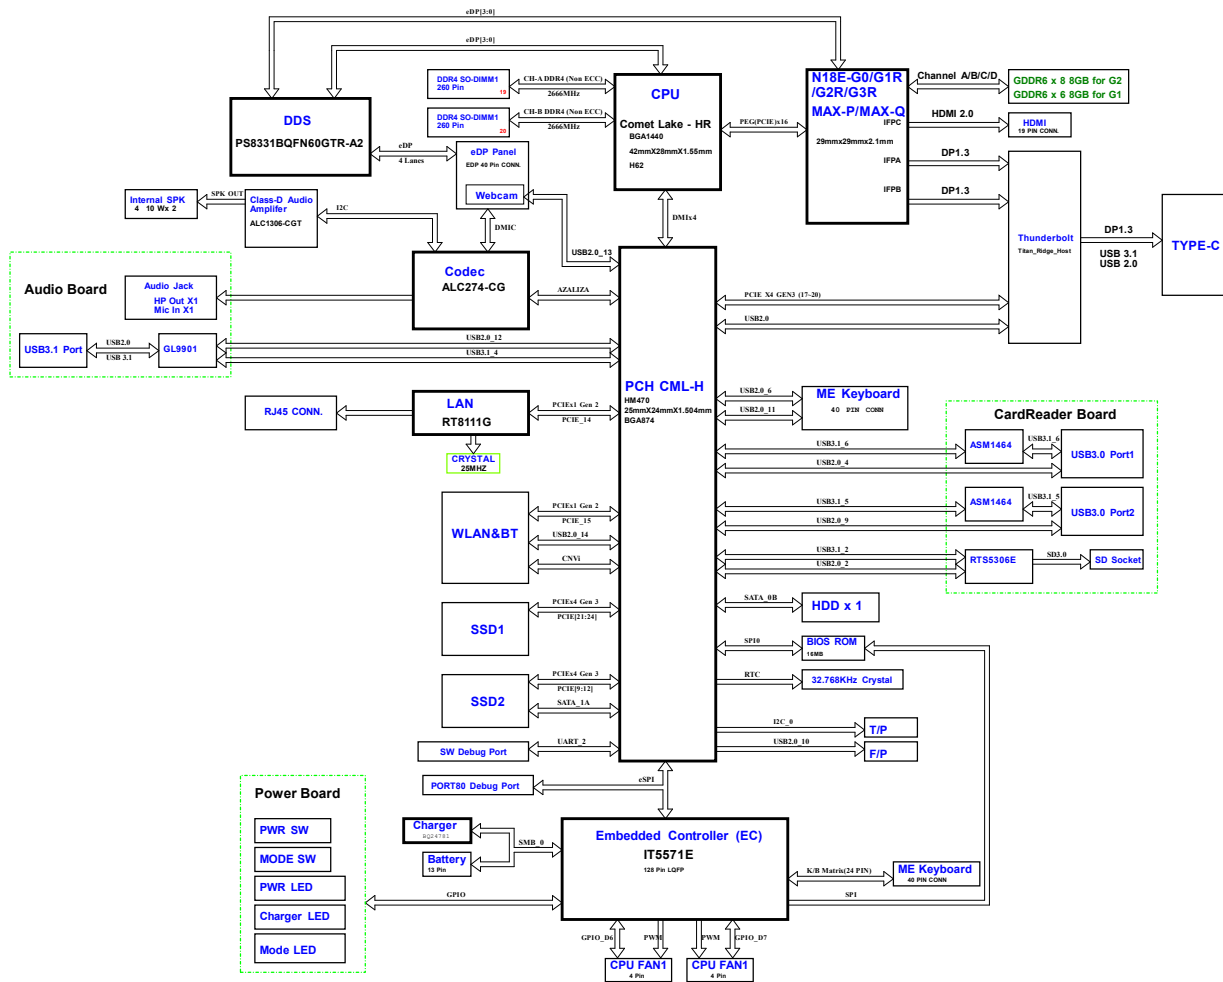 eDP[3:0]
eDP[3:0]
DDS
PS8331BQFN60GTR-A2
DDR4 SO-DIMM1
260 Pin
19
CH-A DDR4 (Non ECC)
2666MHz
DDR4 SO-DIMM1
260 Pin
20
CH-B DDR4 (Non ECC)
2666MHz
CPU
Comet Lake - HR
BGA1440
42mmX28mmX1.55mm
H62
PEG(PCIE)x16
N18E-G0/G1R
/G2R/G3R
MAX-P/MAX-Q
IFPC
29mmx29mmx2.1mm
IFPA
IFPB
Channel A/B/C/D
GDDR6 x 8 8GB for G2
GDDR6 x 6 8GB for G1
HDMI 2.0
HDMI
19 PIN CONN.
DP1.3
DP1.3
Thunderbolt
Titan_Ridge_Host
DP1.3
USB 3.1
USB 2.0
TYPE-C
eDP
4 Lanes
eDP Panel
EDP 40 Pin CONN.
Webcam
DMIC
USB2.0_13
DMIx4
Internal SPK
4 10 Wx 2
SPK OUT
Class-D Audio
Amplifer
ALC1306-CGT
I2C
Codec
ALC274-CG
AZALIZA
Audio Board
Audio Jack
HP Out X1
Mic In X1
USB3.1 Port
USB2.0
USB 3.1
GL9901
USB2.0_12
USB3.1_4
PCIE X4 GEN3 (17~20)
USB2.0
PCH CML-H
HM470
25mmX24mmX1.504mm
BGA874
RJ45 CONN.
LAN
RT8111G
PCIEx1 Gen 2
PCIE_14
CRYSTAL
25MHZ
USB2.0_6
USB2.0_11
ME Keyboard
40 PIN CONN
CardReader Board
USB3.1_6
USB2.0_4
ASM1464
USB3.1_6
USB3.0 Port1
USB3.1_5
USB2.0_9
ASM1464
USB3.1_5
USB3.0 Port2
USB3.1_2
USB2.0_2
RTS5306E
SD3.0
SD Socket
WLAN&BT
PCIEx1 Gen 2
PCIE_15
USB2.0_14
CNVi
SSD1
PCIEx4 Gen 3
PCIE[21:24]
SATA_0B
HDD x 1
SPI0
BIOS ROM
16MB
RTC
32.768KHz Crystal
SSD2
PCIEx4 Gen 3
PCIE[9:12]
SATA_1A
I2C_0
T/P
USB2.0_10
F/P
SW Debug Port
UART_2
PORT80 Debug Port
eSPI
Power Board
PWR SW
MODE SW
PWR LED
Charger LED
Mode LED
Charger
BQ24781
Battery
13 Pin
SMB_0
GPIO
Embedded Controller (EC)
IT5571E
128 Pin LQFP
K/B Matrix(24 PIN)
ME Keyboard
40 PIN CONN
SPI
GPIO_D6
PWM
PWM
GPIO_D7
CPU FAN1
4 Pin
CPU FAN1
4 Pin